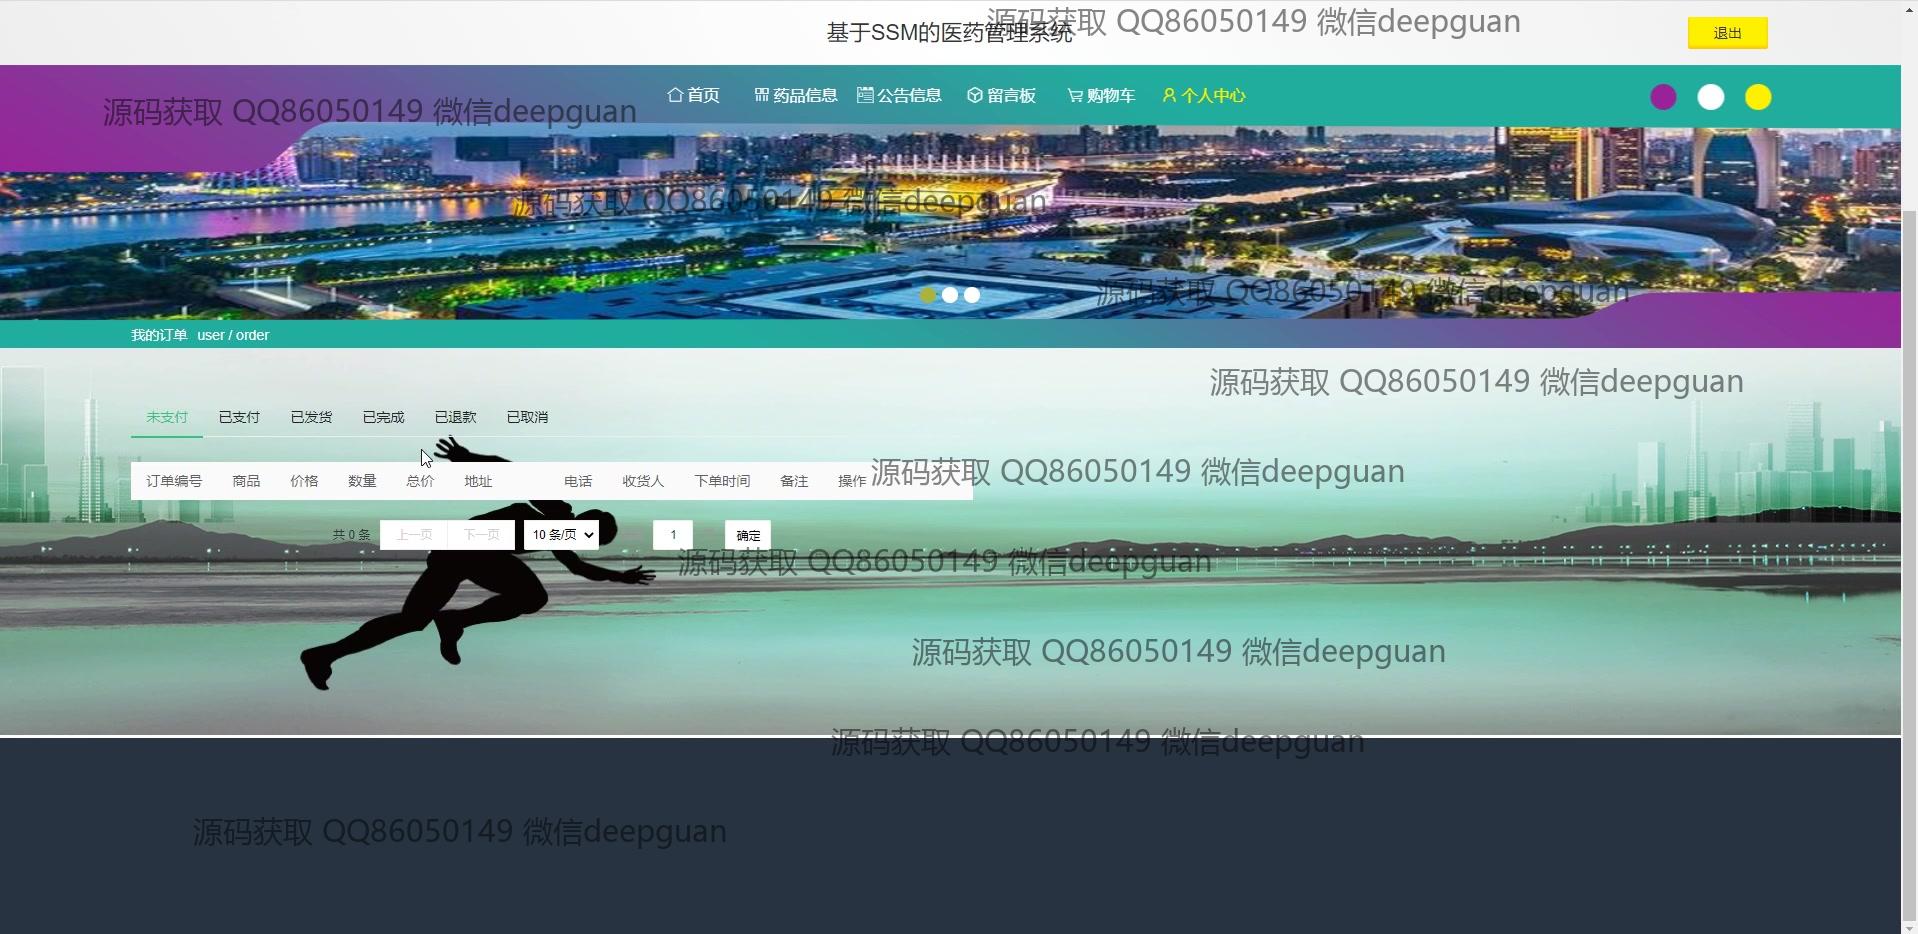 基于SSM的医药管理系统
源码获取 QQ86050149 微信deepguan
退出
首页 药品信息 公告信息 留言板 购物车 个人中心
源码获取 QQ86050149 微信deepguan
源码获取 QQ86050149 微信deepguan
源码获取 QQ86050149 微信deepguan
我的订单 user / order
源码获取 QQ86050149 微信deepguan
未支付 已支付 已发货 已完成 已退款 已取消
订单编号 商品 价格 数量 总价 地址 电话 收货人 下单时间 备注 操作
源码获取 QQ86050149 微信deepguan
共 0 条 上一页 下一页 10 条/页 1 确定
源码获取 QQ86050149 微信deepguan
源码获取 QQ86050149 微信deepguan
源码获取 QQ86050149 微信deepguan
源码获取 QQ86050149 微信deepguan